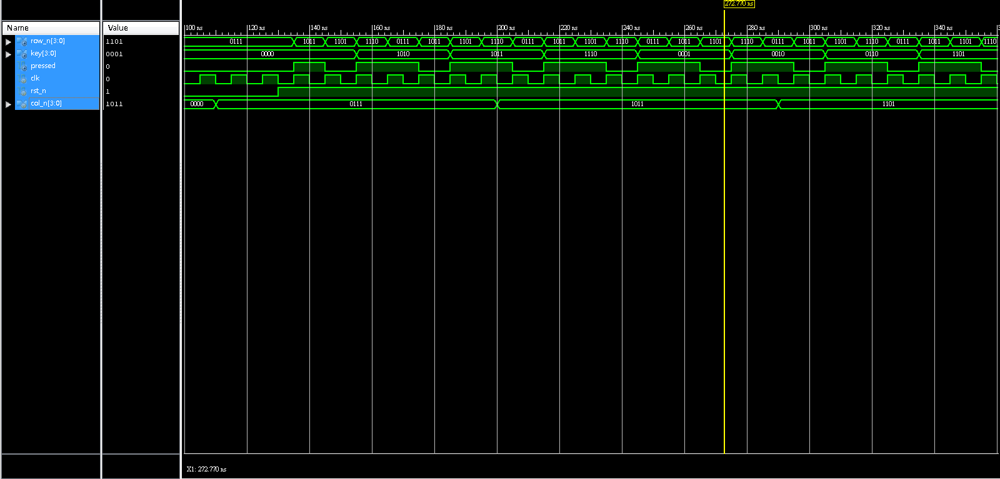 272.770 ns
Name Value
100 ns 120 ns 140 ns 160 ns 180 ns 200 ns 220 ns 240 ns 260 ns 280 ns 300 ns 320 ns 340 ns 3
row_n[3:0] 1101 0111 1011 1101 1110 0111 1011 1101 1110 0111 1011 1101 1110 0111 1011 1101 1110 0111 1011 1101 1110 0111 1011 1101 1110
key[3:0] 0001 0000 1010 1011 1110 0001 0010 0110 1101
pressed 0
clk 0
rst_n 1
col_n[3:0] 1011 0000 0111 1011 1101
X1: 272.770 ns